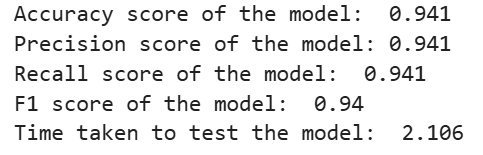 Accuracy score of the model:  0.941
Precision score of the model: 0.941
Recall score of the model:  0.941
F1 score of the model:  0.94
Time taken to test the model:  2.106